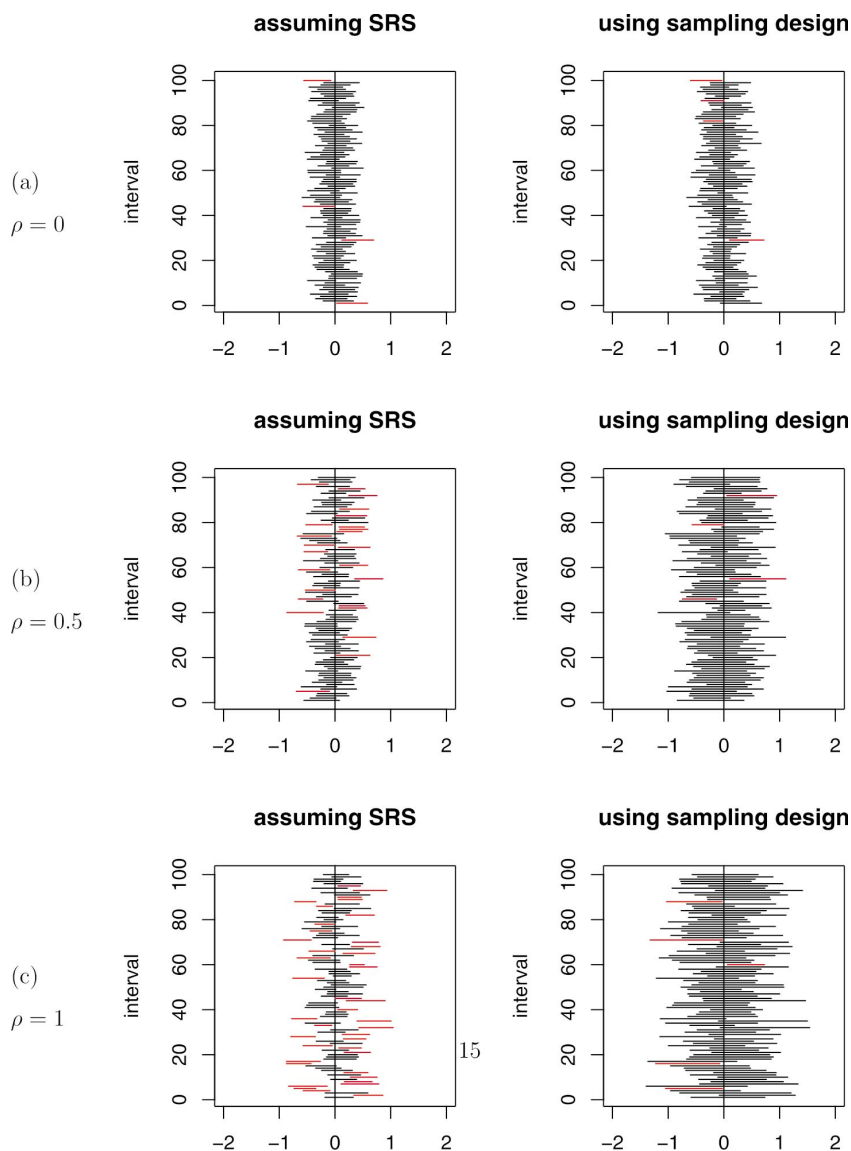 assuming SRS
using sampling design
(a)
ρ = 0
interval
0 20 40 60 80 100
−2 −1 0 1 2
interval
0 20 40 60 80 100
−2 −1 0 1 2
assuming SRS
using sampling design
(b)
ρ = 0.5
interval
0 20 40 60 80 100
−2 −1 0 1 2
interval
0 20 40 60 80 100
−2 −1 0 1 2
assuming SRS
using sampling design
(c)
ρ = 1
interval
0 20 40 60 80 100
−2 −1 0 1 2
15
interval
0 20 40 60 80 100
−2 −1 0 1 2